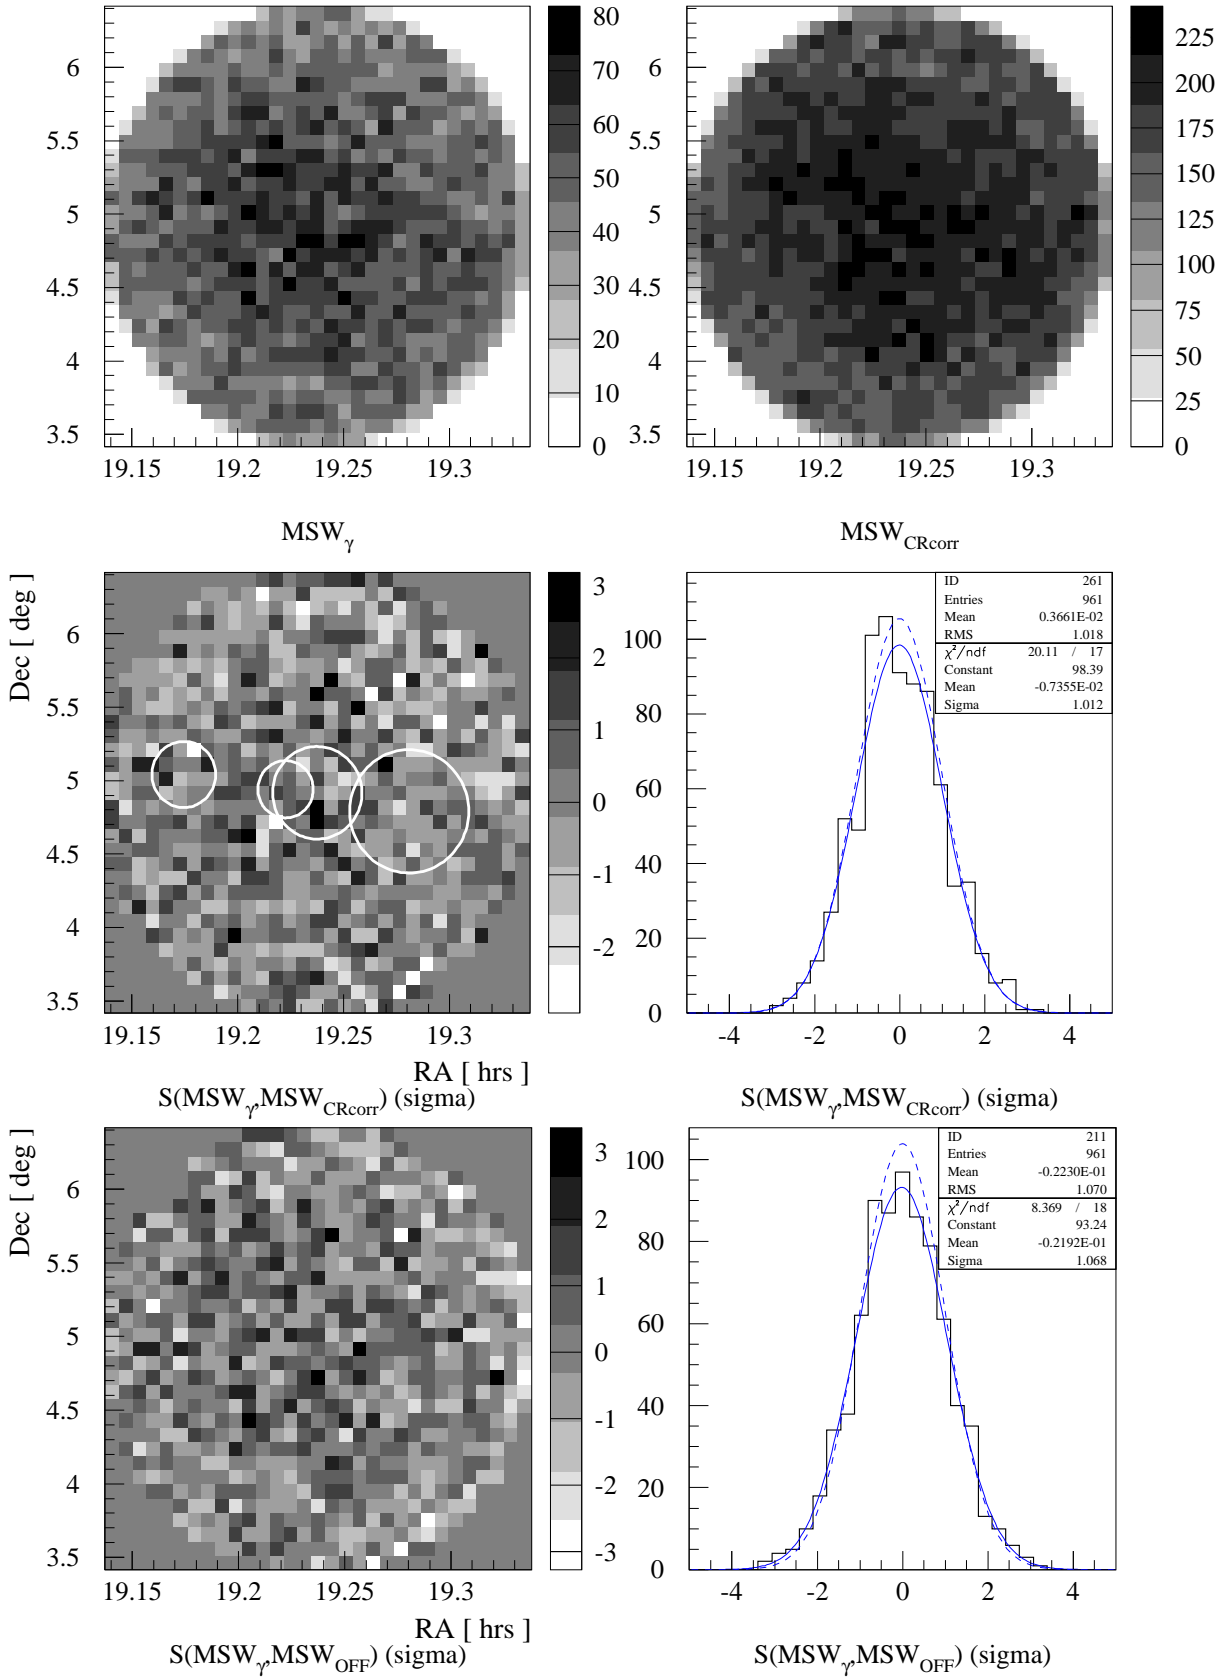 6
5.5
5
4.5
4
3.5
19.15 19.2 19.25 19.3
80
70
60
50
40
30
20
10
0
MSWγ
6
5.5
5
4.5
4
3.5
19.15 19.2 19.25 19.3
225
200
175
150
125
100
75
50
25
0
MSWCRcorr
Dec [ deg ]
6
5.5
5
4.5
4
3.5
19.15 19.2 19.25 19.3
RA [ hrs ]
3
2
1
0
-1
-2
S(MSWγ,MSWCRcorr) (sigma)
100
80
60
40
20
0
-4 -2 0 2 4
ID 261
Entries 961
Mean 0.3661E-02
RMS 1.018
χ²/ndf 20.11 / 17
Constant 98.39
Mean -0.7355E-02
Sigma 1.012
S(MSWγ,MSWCRcorr) (sigma)
Dec [ deg ]
6
5.5
5
4.5
4
3.5
19.15 19.2 19.25 19.3
RA [ hrs ]
3
2
1
0
-1
-2
-3
S(MSWγ,MSWOFF) (sigma)
100
80
60
40
20
0
-4 -2 0 2 4
ID 211
Entries 961
Mean -0.2230E-01
RMS 1.070
χ²/ndf 8.369 / 18
Constant 93.24
Mean -0.2192E-01
Sigma 1.068
S(MSWγ,MSWOFF) (sigma)